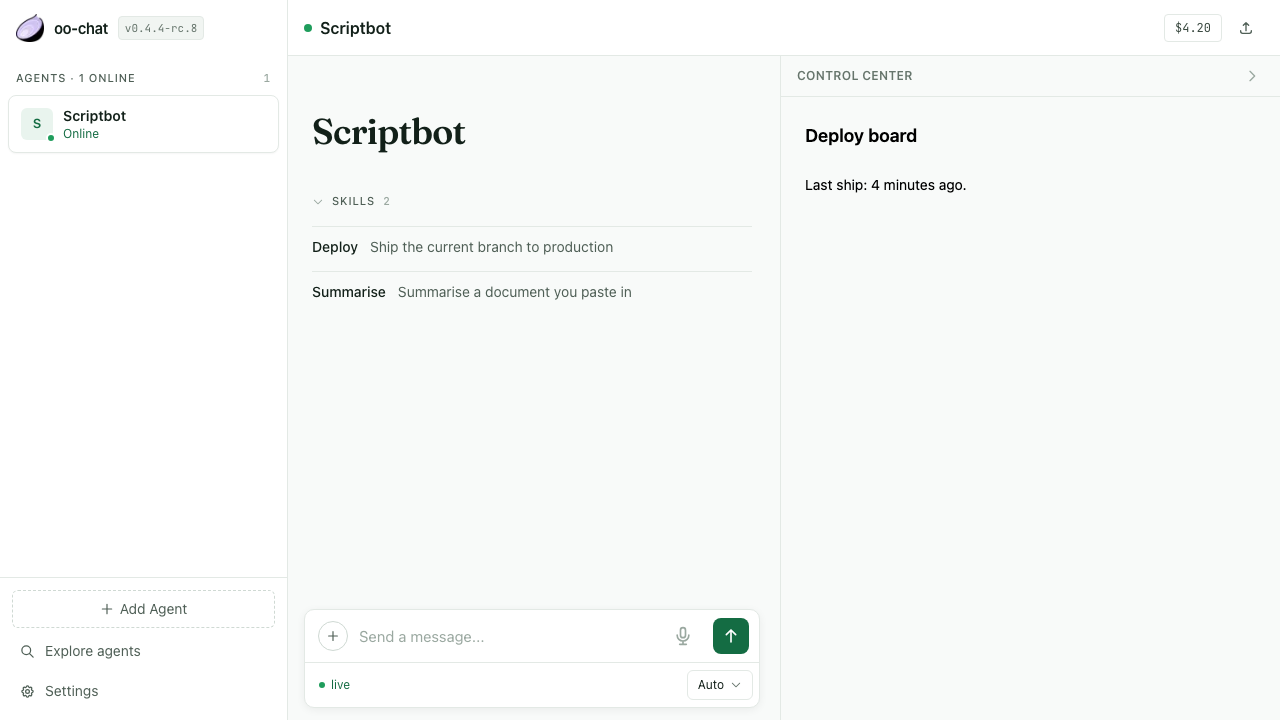 oo-chat v0.4.4-rc.8
AGENTS · 1 ONLINE 1
S
Scriptbot
Online
Add Agent
Explore agents
Settings
Scriptbot
$4.20
Scriptbot
SKILLS 2
Deploy Ship the current branch to production
Summarise Summarise a document you paste in
Send a message...
live
Auto
CONTROL CENTER
Deploy board
Last ship: 4 minutes ago.